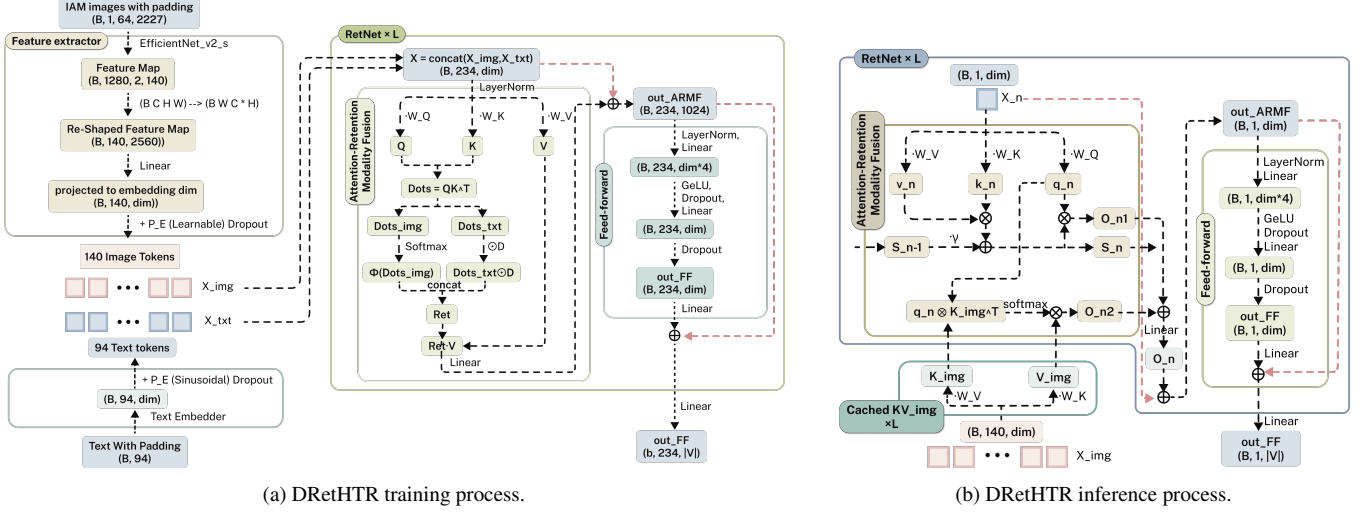 IAM images with padding
(B, 1, 64, 2227)
Feature extractor
EfficientNet_v2_s
Feature Map
(B, 1280, 2, 140)
(B C H W) --> (B W C * H)
Re-Shaped Feature Map
(B, 140, 2560))
Linear
projected to embedding dim
(B, 140, dim))
+ P_E (Learnable) Dropout
140 Image Tokens
X_img
X_txt
94 Text tokens
+ P_E (Sinusoidal) Dropout
(B, 94, dim)
Text Embedder
Text With Padding
(B, 94)
RetNet × L
X = concat(X_img,X_txt)
(B, 234, dim)
LayerNorm
Attention-Retention
Modality Fusion
·W_Q
·W_K
·W_V
Q
K
V
Dots = QK^T
Dots_img
Dots_txt
Softmax
⊙D
Φ(Dots_img)
Dots_txt⊙D
concat
Ret
Ret·V
Linear
out_ARMF
(B, 234, 1024)
LayerNorm,
Linear
Feed-forward
(B, 234, dim*4)
GeLU,
Dropout,
Linear
(B, 234, dim)
Dropout
out_FF
(B, 234, dim)
Linear
Linear
out_FF
(b, 234, |V|)
(a) DRetHTR training process.
RetNet × L
(B, 1, dim)
X_n
Attention-Retention
Modality Fusion
·W_V
·W_K
·W_Q
v_n
k_n
q_n
O_n1
S_n-1
·γ
S_n
q_n ⊗ K_img^T
softmax
O_n2
Linear
O_n
K_img
V_img
·W_V
·W_K
Cached KV_img
×L
(B, 140, dim)
X_img
out_ARMF
(B, 1, dim)
LayerNorm
Linear
Feed-forward
(B, 1, dim*4)
GeLU
Dropout
Linear
(B, 1, dim)
Dropout
out_FF
(B, 1, dim)
Linear
Linear
out_FF
(B, 1, |V|)
(b) DRetHTR inference process.